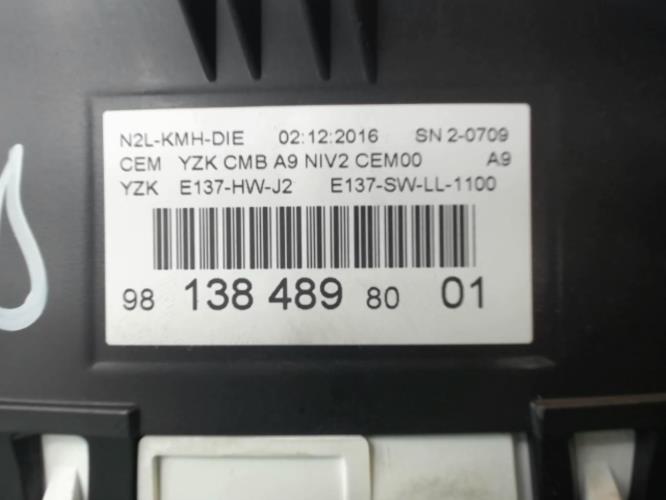 N2L-KMH-DIE 02:12:2016 SN 2-0709
CEM YZK CMB A9 NIV2 CEM00 A9
YZK E137-HW-J2 E137-SW-LL-1100
98 138 489 80 01